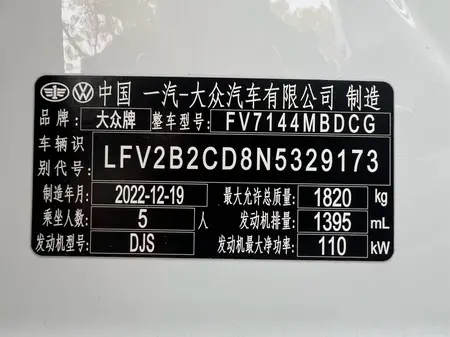 中国 一汽-大众汽车有限公司 制造
品牌: 大众牌 整车型号: FV7144MBDCG
车辆识别代号: LFV2B2CD8N5329173
制造年月: 2022-12-19 最大允许总质量: 1820 kg
乘坐人数: 5 人 发动机排量: 1395 mL
发动机型号: DJS 发动机最大净功率: 110 kW